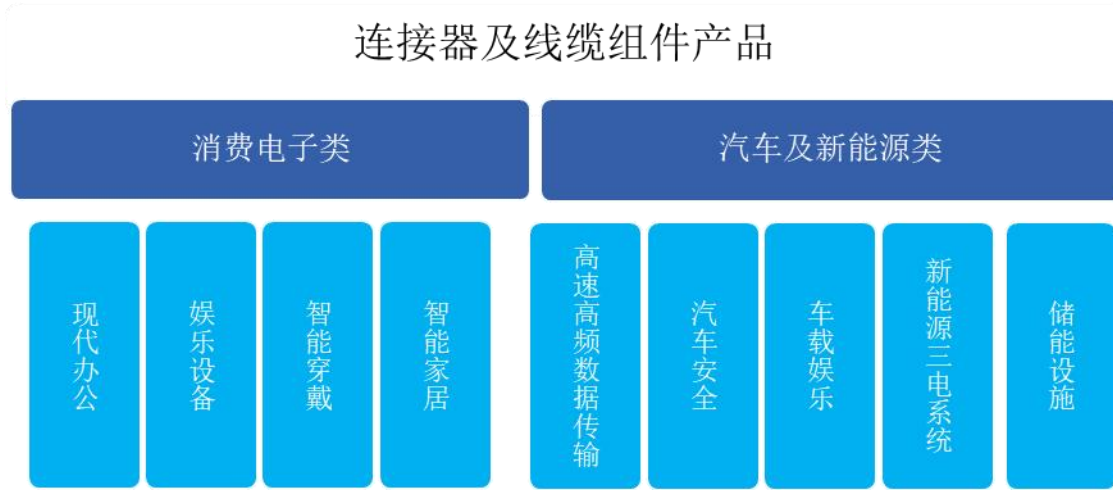 连接器及线缆组件产品
消费电子类
汽车及新能源类
现代办公
娱乐设备
智能穿戴
智能家居
高速高频数据传输
汽车安全
车载娱乐
新能源三电系统
储能设施